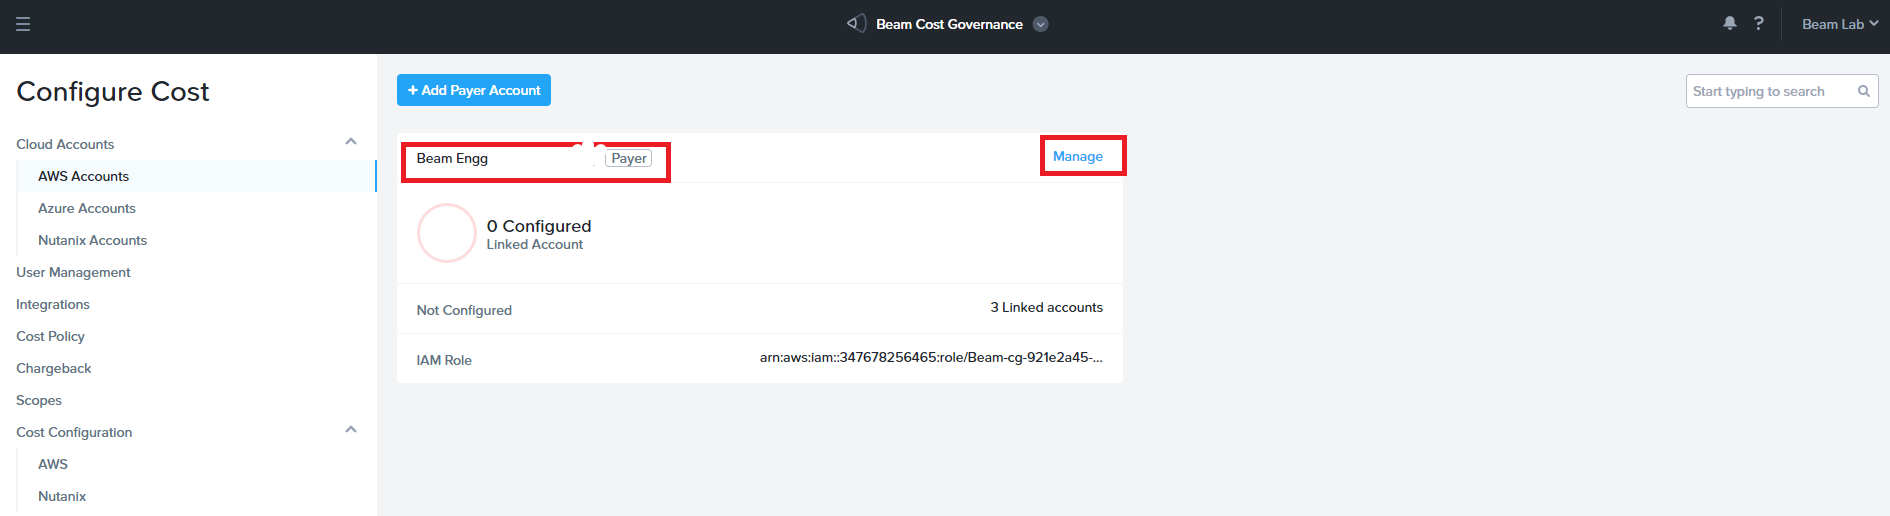 Beam Cost Governance
? Beam Lab
Configure Cost
Cloud Accounts
AWS Accounts
Azure Accounts
Nutanix Accounts
User Management
Integrations
Cost Policy
Chargeback
Scopes
Cost Configuration
AWS
Nutanix
+ Add Payer Account
Start typing to search
Beam Engg Payer
Manage
0 Configured
Linked Account
Not Configured 3 Linked accounts
IAM Role arn:aws:iam::347678256465:role/Beam-cg-921e2a45-...